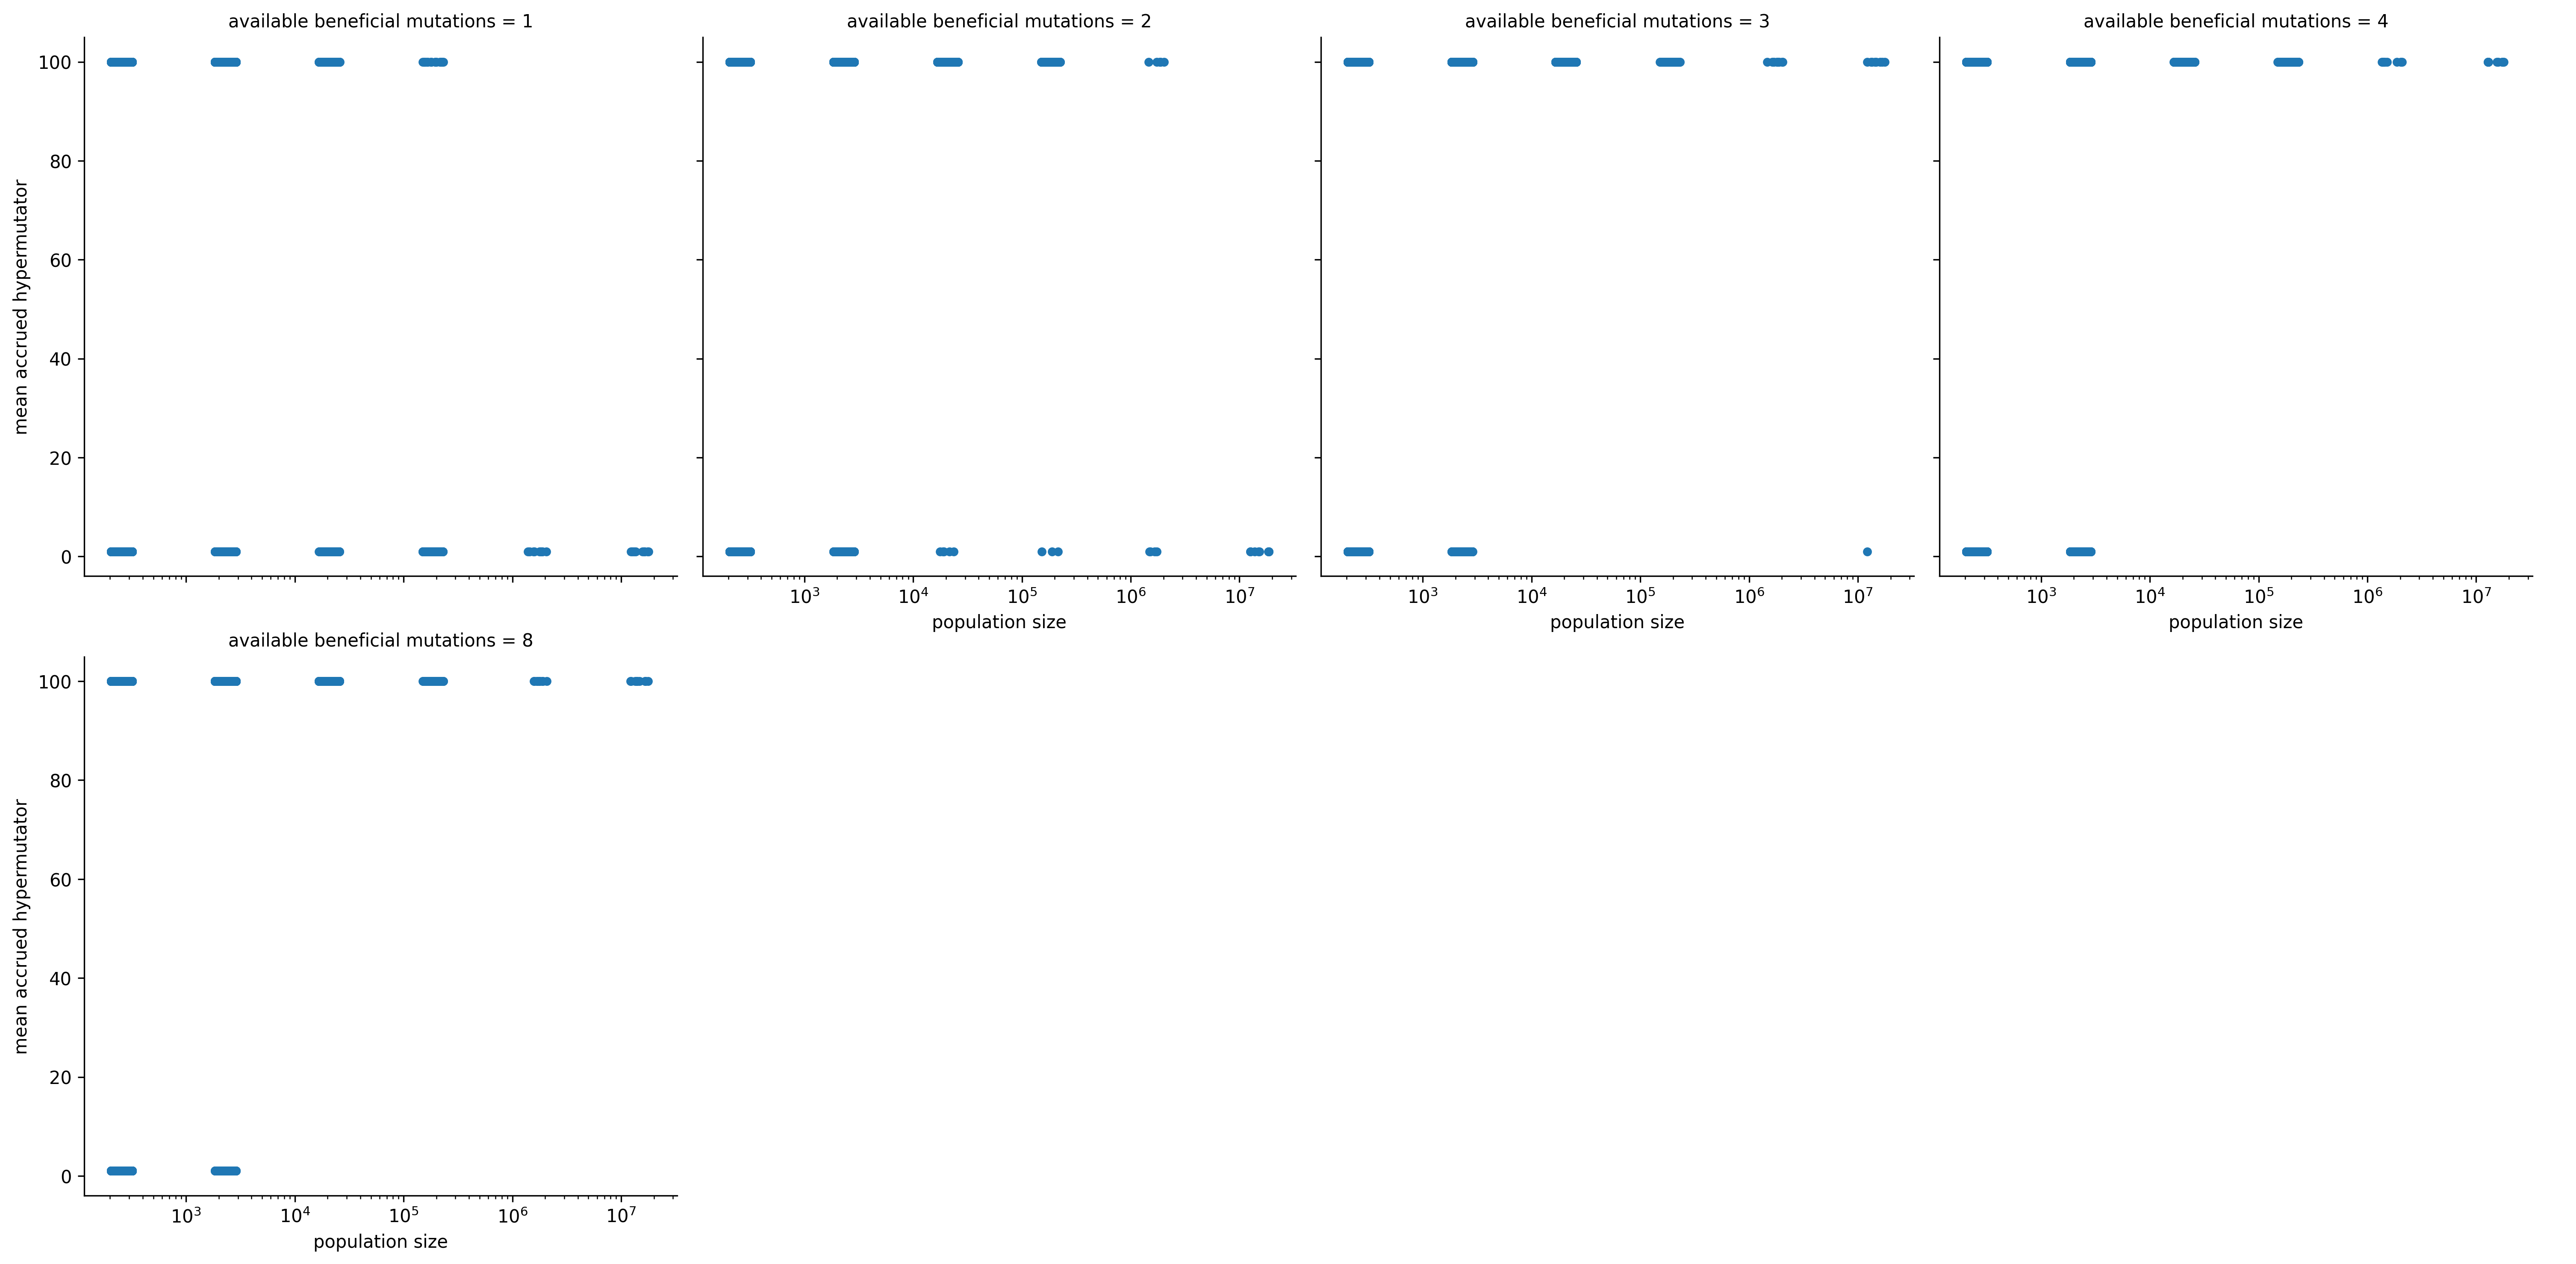 available beneficial mutations = 1
available beneficial mutations = 2
available beneficial mutations = 3
available beneficial mutations = 4
100
80
60
40
20
0
mean accrued hypermutator
10³ 10⁴ 10⁵ 10⁶ 10⁷
population size
10³ 10⁴ 10⁵ 10⁶ 10⁷
population size
10³ 10⁴ 10⁵ 10⁶ 10⁷
population size
available beneficial mutations = 8
100
80
60
40
20
0
mean accrued hypermutator
10³ 10⁴ 10⁵ 10⁶ 10⁷
population size